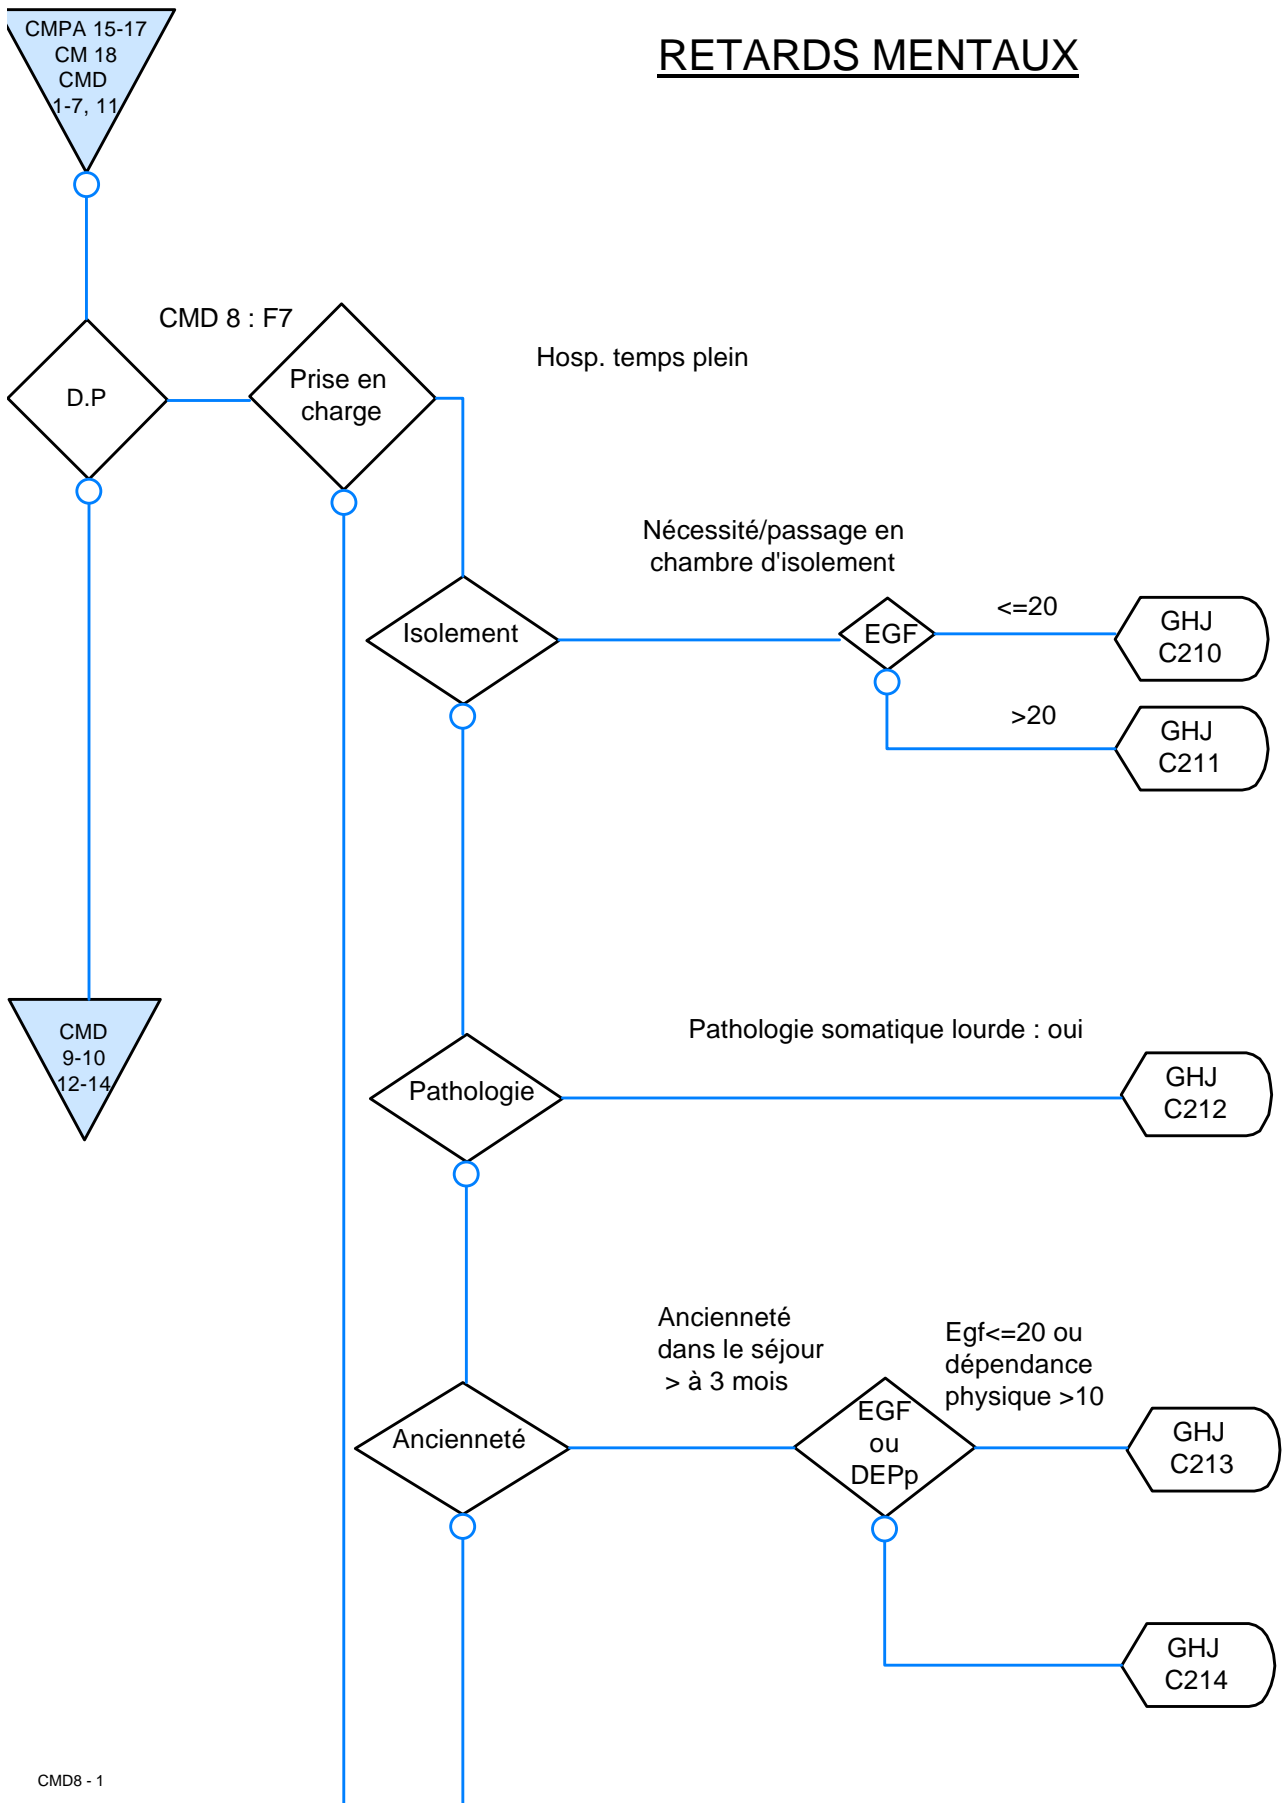 CMPA 15-17
CM 18
CMD
1-7, 11
RETARDS MENTAUX
CMD 8 : F7
D.P
Prise en
charge
Hosp. temps plein
Nécessité/passage en
chambre d'isolement
Isolement
EGF
<=20
GHJ
C210
>20
GHJ
C211
CMD
9-10
12-14
Pathologie somatique lourde : oui
Pathologie
GHJ
C212
Ancienneté
dans le séjour
> à 3 mois
Egf<=20 ou
dépendance
physique >10
Ancienneté
EGF
ou
DEPp
GHJ
C213
GHJ
C214
CMD8 - 1